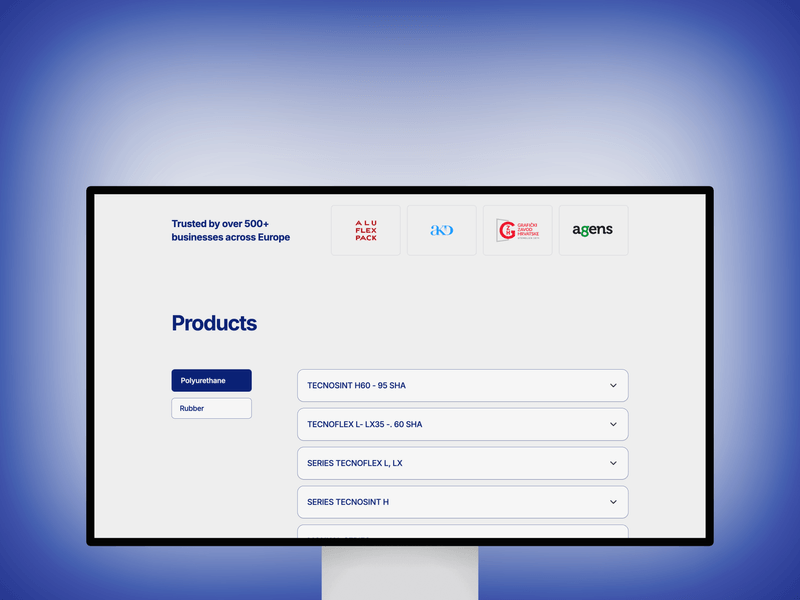 Trusted by over 500+
businesses across Europe
ALU
FLEX
PACK
akd
GZH
GRAFIČKI
ZAVOD
HRVATSKE
agens
Products
Polyurethane
Rubber
TECNOSINT H60 - 95 SHA
TECNOFLEX L- LX35 -. 60 SHA
SERIES TECNOFLEX L, LX
SERIES TECNOSINT H